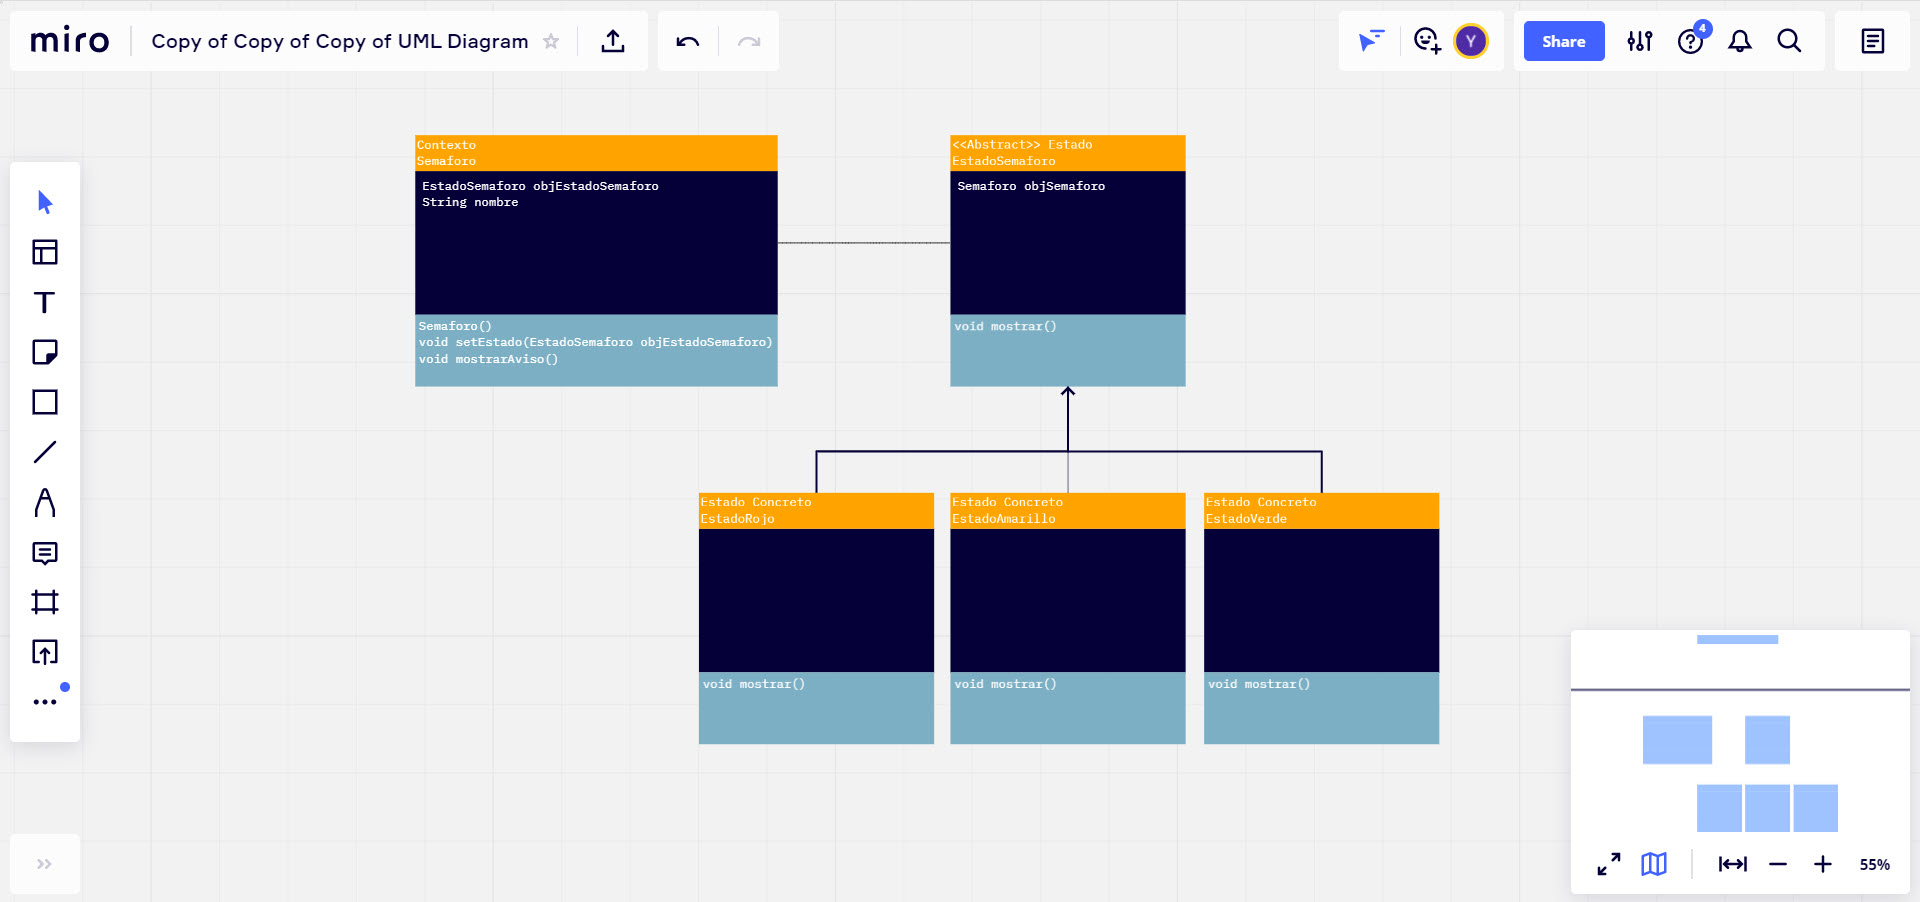 miro
Copy of Copy of Copy of UML Diagram
Y
Share
4
Contexto
Semaforo
EstadoSemaforo objEstadoSemaforo
String nombre
Semaforo()
void setEstado(EstadoSemaforo objEstadoSemaforo)
void mostrarAviso()
<<Abstract>> Estado
EstadoSemaforo
Semaforo objSemaforo
void mostrar()
Estado Concreto
EstadoRojo
void mostrar()
Estado Concreto
EstadoAmarillo
void mostrar()
Estado Concreto
EstadoVerde
void mostrar()
55%